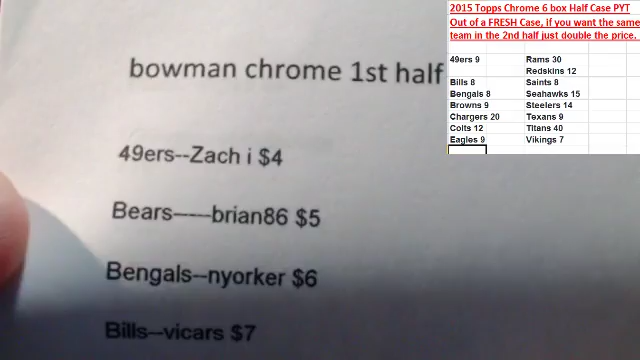 bowman chrome 1st half
49ers--Zach i $4
Bears-----brian86 $5
Bengals--nyorker $6
Bills--vicars $7
2015 Topps Chrome 6 box Half Case PYT
Out of a FRESH Case, if you want the same
team in the 2nd half just double the price.
49ers 9 Rams 30
Redskins 12
Bills 8 Saints 8
Bengals 8 Seahawks 15
Browns 9 Steelers 14
Chargers 20 Texans 9
Colts 12 Titans 40
Eagles 9 Vikings 7